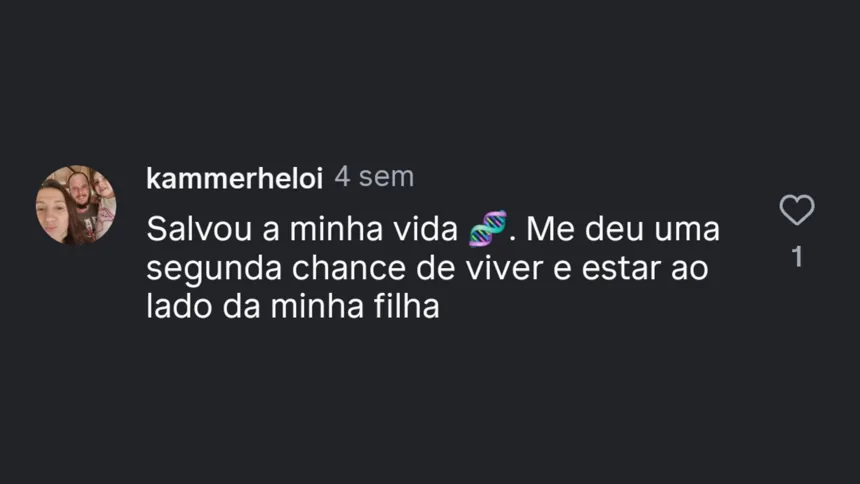 kammerheloi 4 sem
Salvou a minha vida 🧬. Me deu uma
segunda chance de viver e estar ao
lado da minha filha
1